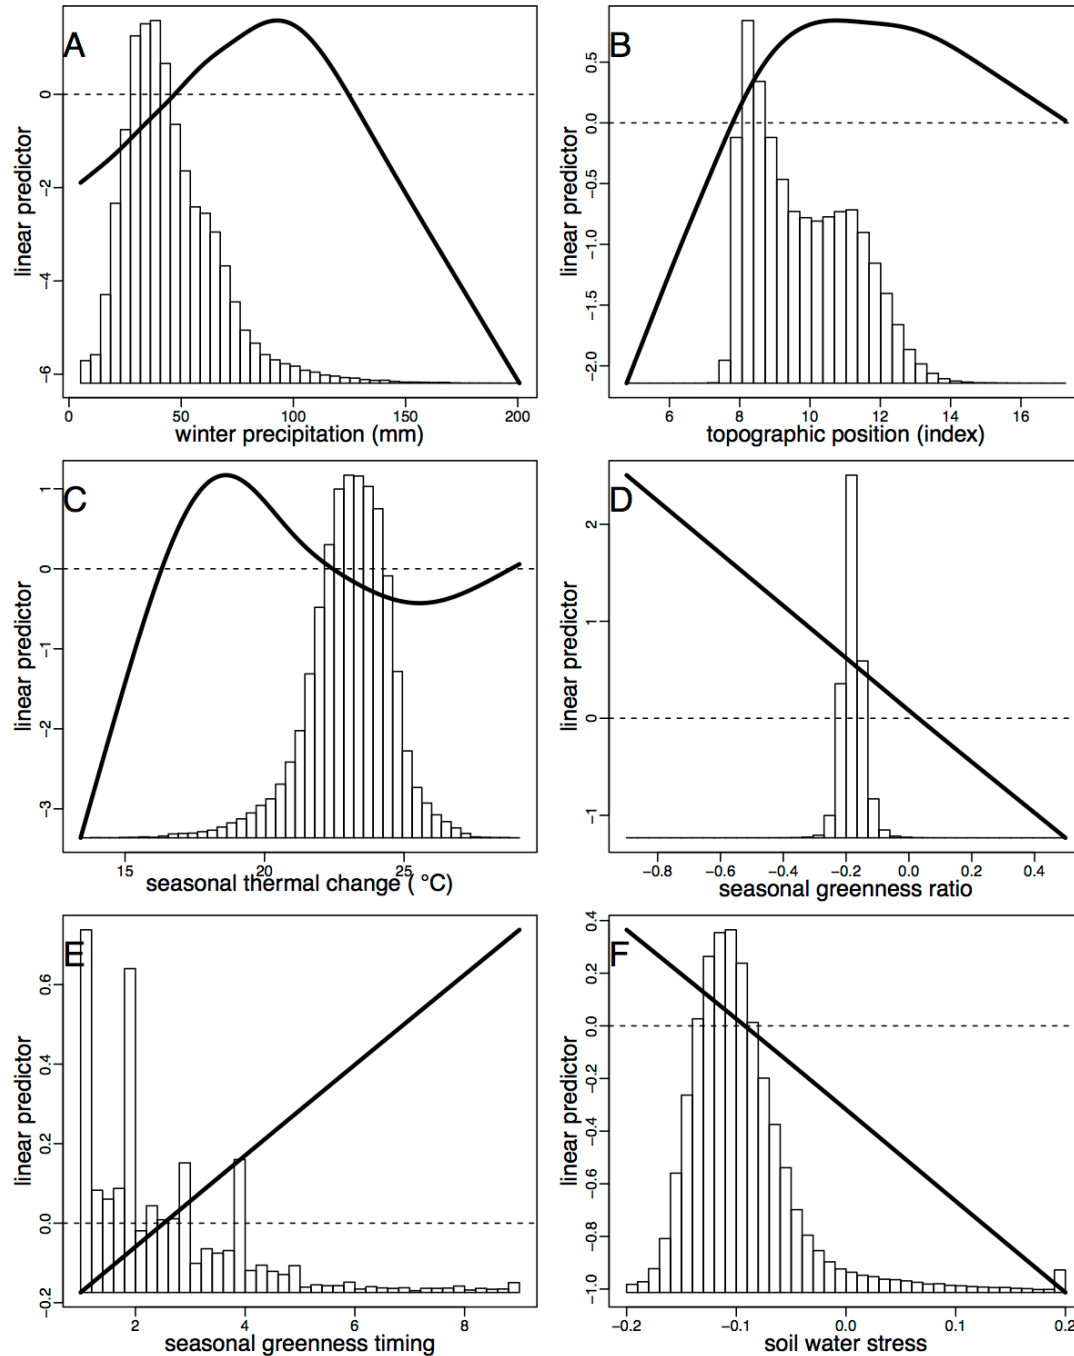 A
linear predictor
0
−2
−4
−6
0 50 100 150 200
winter precipitation (mm)
B
linear predictor
0.5
0.0
−0.5
−1.0
−1.5
−2.0
6 8 10 12 14 16
topographic position (index)
C
linear predictor
1
0
−1
−2
−3
15 20 25
seasonal thermal change ( °C)
D
linear predictor
2
1
0
−1
−0.8 −0.6 −0.4 −0.2 0.0 0.2 0.4
seasonal greenness ratio
E
linear predictor
0.6
0.4
0.2
0.0
−0.2
2 4 6 8
seasonal greenness timing
F
linear predictor
0.4
0.2
0.0
−0.2
−0.4
−0.6
−0.8
−1.0
−0.2 −0.1 0.0 0.1 0.2
soil water stress